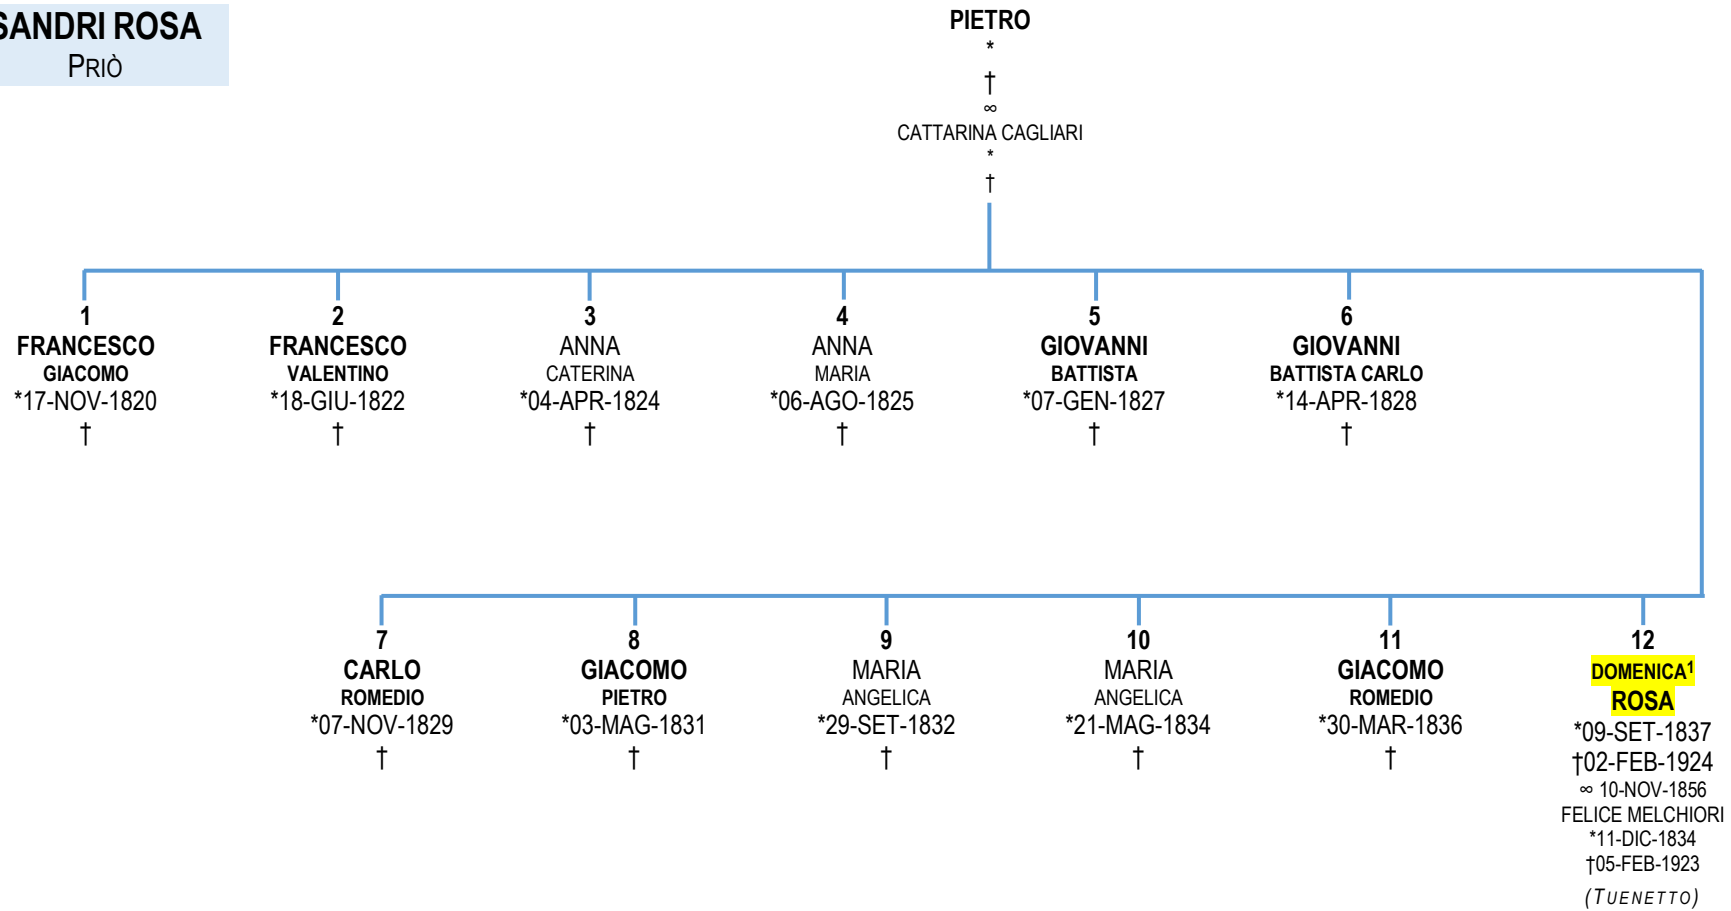 SANDRI ROSA
PRIÒ
PIETRO
*
†
∞
CATTARINA CAGLIARI
*
†
1
FRANCESCO
GIACOMO
*17-NOV-1820
†
2
FRANCESCO
VALENTINO
*18-GIU-1822
†
3
ANNA
CATERINA
*04-APR-1824
†
4
ANNA
MARIA
*06-AGO-1825
†
5
GIOVANNI
BATTISTA
*07-GEN-1827
†
6
GIOVANNI
BATTISTA CARLO
*14-APR-1828
†
7
CARLO
ROMEDIO
*07-NOV-1829
†
8
GIACOMO
PIETRO
*03-MAG-1831
†
9
MARIA
ANGELICA
*29-SET-1832
†
10
MARIA
ANGELICA
*21-MAG-1834
†
11
GIACOMO
ROMEDIO
*30-MAR-1836
†
12
DOMENICA¹
ROSA
*09-SET-1837
†02-FEB-1924
∞ 10-NOV-1856
FELICE MELCHIORI
*11-DIC-1834
†05-FEB-1923
(TUENETTO)